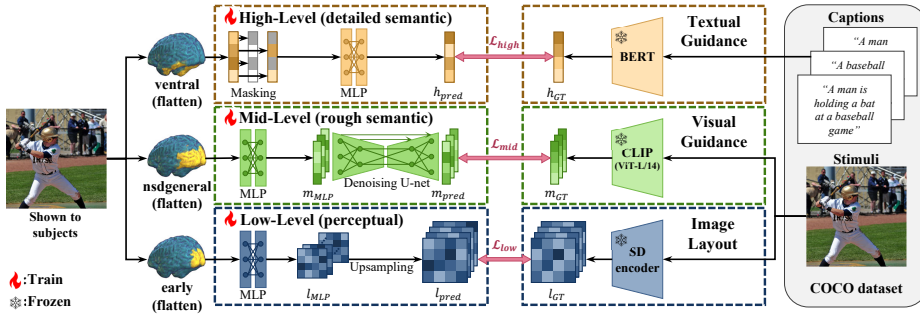 High-Level (detailed semantic)
Textual
Guidance
Captions
ventral
(flatten)
Masking
MLP
h_pred
ℒ_high
h_GT
BERT
“A man
“A baseball
“A man is
holding a bat
at a baseball
game”
Mid-Level (rough semantic)
Visual
Guidance
Shown to
subjects
nsdgeneral
(flatten)
MLP
m_MLP
Denoising U-net
m_pred
ℒ_mid
m_GT
CLIP
(ViT-L/14)
Stimuli
Low-Level (perceptual)
Image
Layout
early
(flatten)
MLP
l_MLP
Upsampling
l_pred
ℒ_low
l_GT
SD
encoder
COCO dataset
:Train
:Frozen